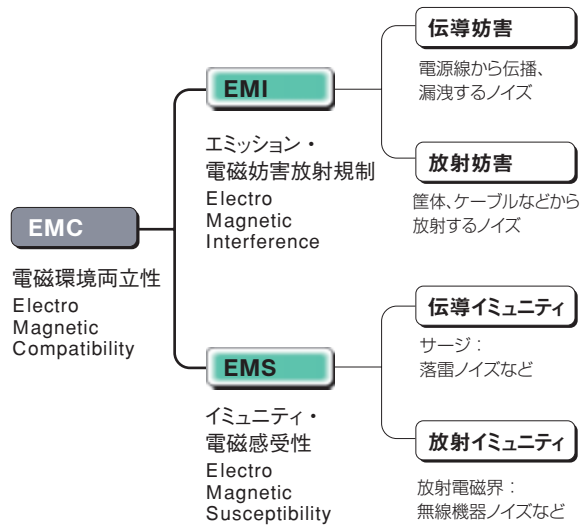 EMC
電磁環境両立性
Electro
Magnetic
Compatibility
EMI
エミッション・
電磁妨害放射規制
Electro
Magnetic
Interference
伝導妨害
電源線から伝播、
漏洩するノイズ
放射妨害
筐体、ケーブルなどから
放射するノイズ
EMS
イミュニティ・
電磁感受性
Electro
Magnetic
Susceptibility
伝導イミュニティ
サージ：
落雷ノイズなど
放射イミュニティ
放射電磁界：
無線機器ノイズなど